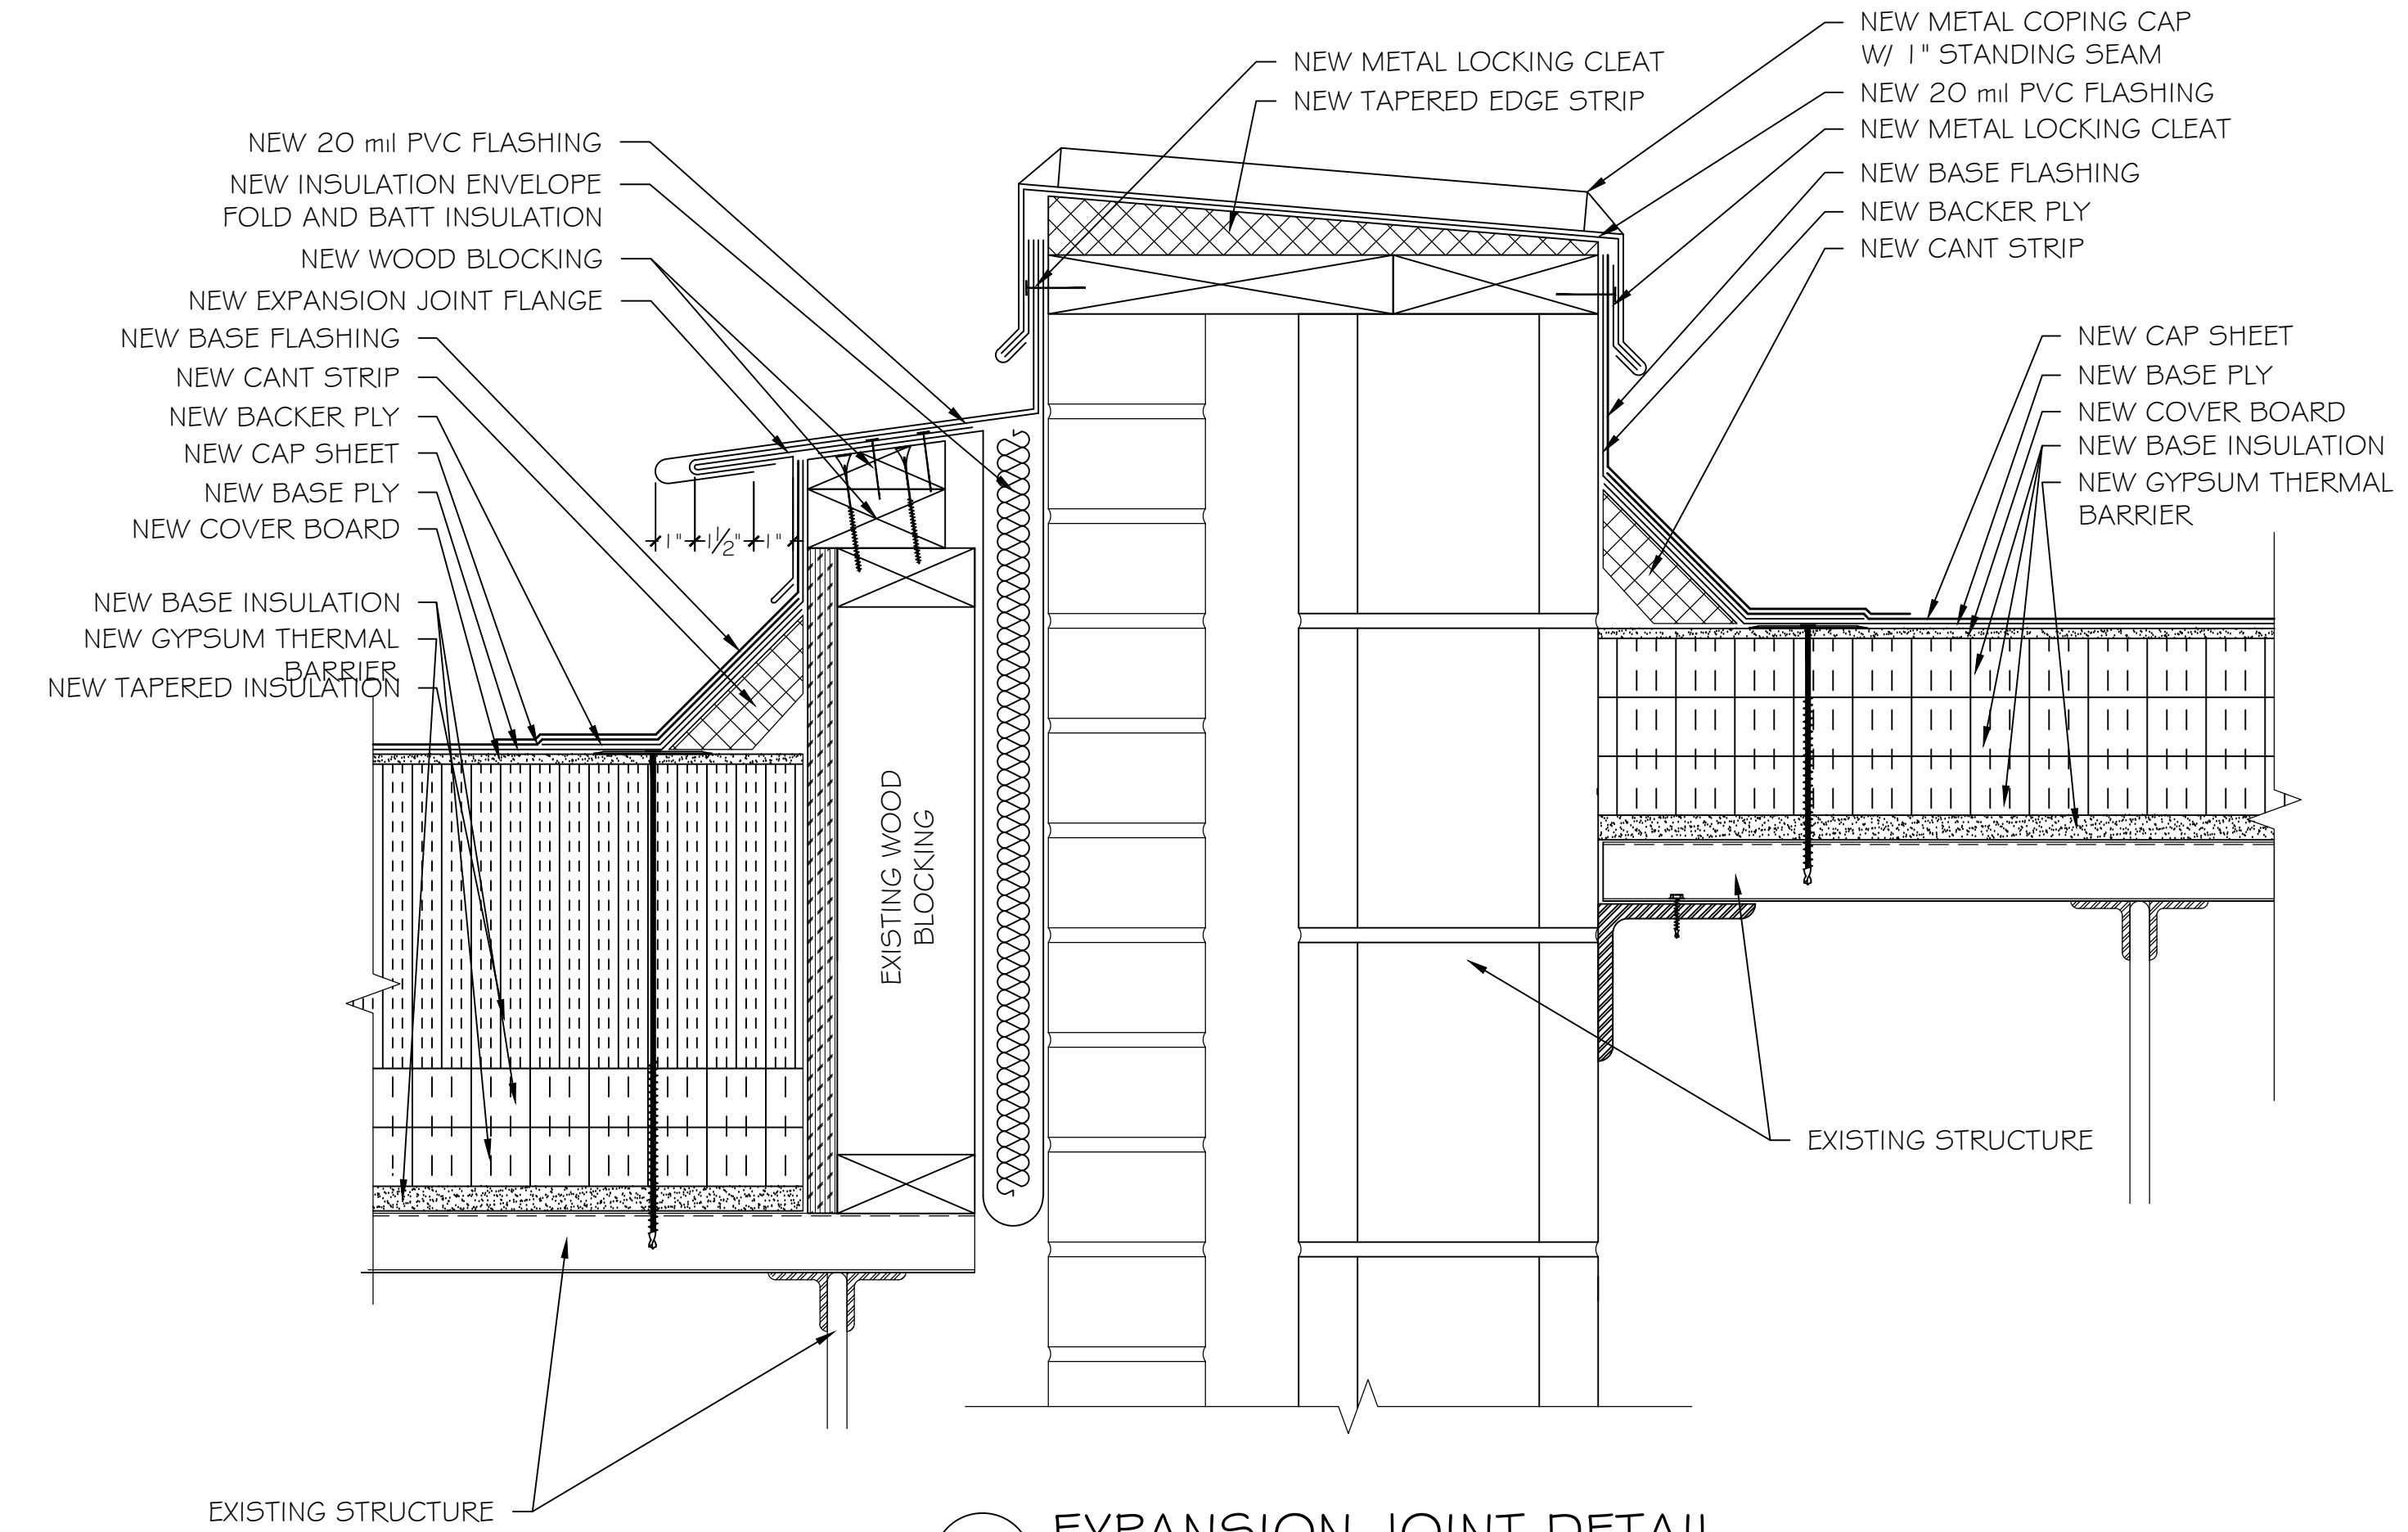 NEW METAL COPING CAP
W/ 1" STANDING SEAM
NEW METAL LOCKING CLEAT
NEW 20 mil PVC FLASHING
NEW TAPERED EDGE STRIP
NEW METAL LOCKING CLEAT
NEW BASE FLASHING
NEW BACKER PLY
NEW CANT STRIP
NEW 20 mil PVC FLASHING
NEW INSULATION ENVELOPE
FOLD AND BATT INSULATION
NEW WOOD BLOCKING
NEW EXPANSION JOINT FLANGE
NEW BASE FLASHING
NEW CANT STRIP
NEW BACKER PLY
NEW CAP SHEET
NEW BASE PLY
NEW COVER BOARD
NEW BASE INSULATION
NEW GYPSUM THERMAL
BARRIER
NEW TAPERED INSULATION
1" 1½" 1"
NEW CAP SHEET
NEW BASE PLY
NEW COVER BOARD
NEW BASE INSULATION
NEW GYPSUM THERMAL
BARRIER
EXISTING WOOD
BLOCKING
EXISTING STRUCTURE
EXISTING STRUCTURE
EXPANSION JOINT DETAIL